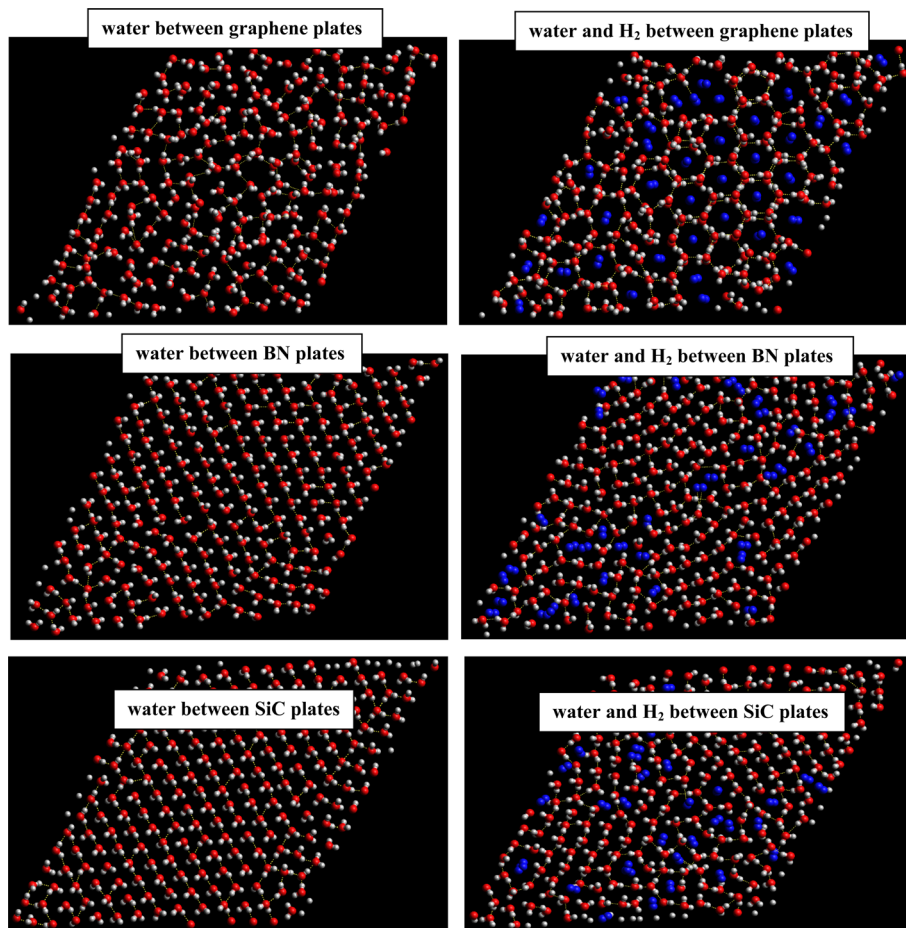 water between graphene plates
water and H₂ between graphene plates
water between BN plates
water and H₂ between BN plates
water between SiC plates
water and H₂ between SiC plates